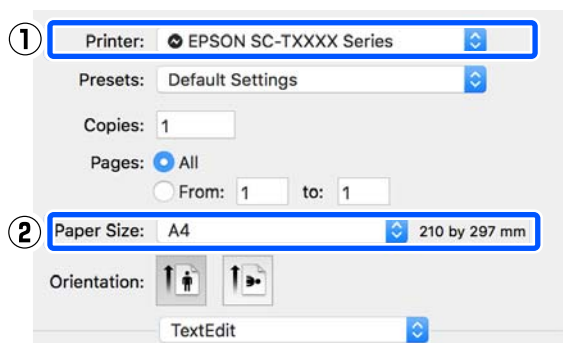 ① Printer: EPSON SC-TXXXX Series
Presets: Default Settings
Copies: 1
Pages: All
From: 1 to: 1
② Paper Size: A4 210 by 297 mm
Orientation:
TextEdit